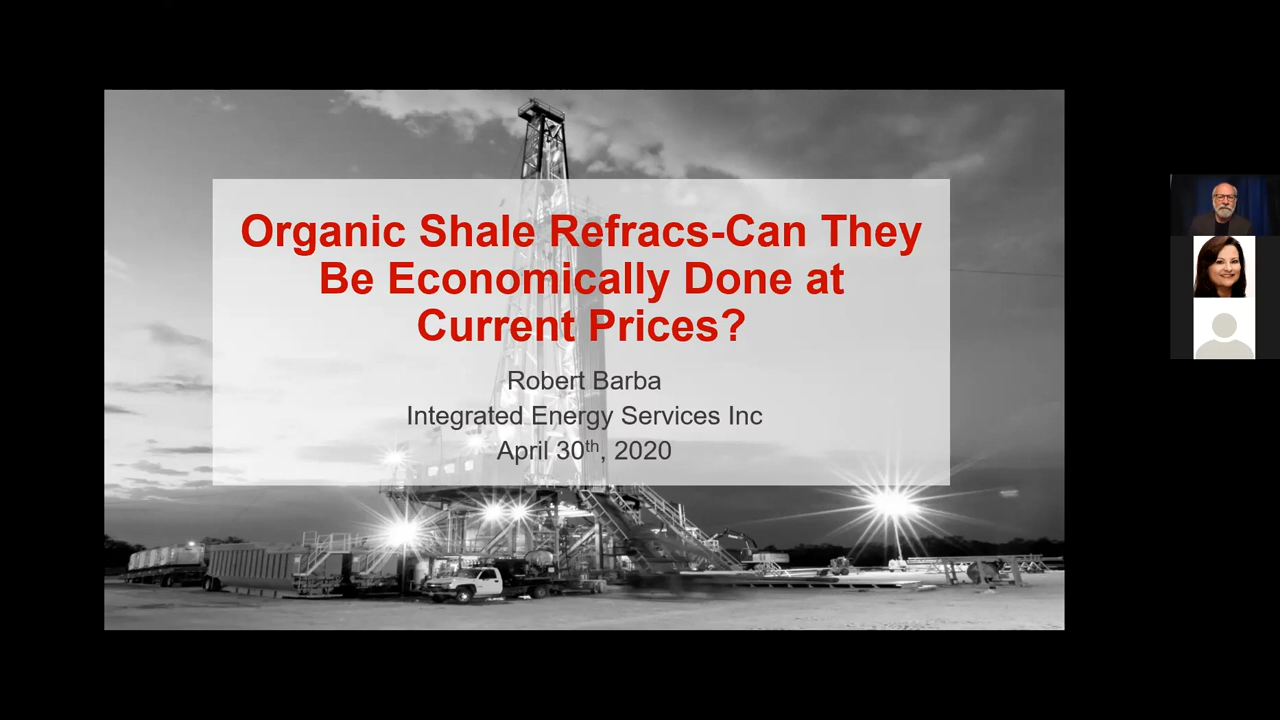 Organic Shale Refracs-Can They
Be Economically Done at
Current Prices?
Robert Barba
Integrated Energy Services Inc
April 30th, 2020